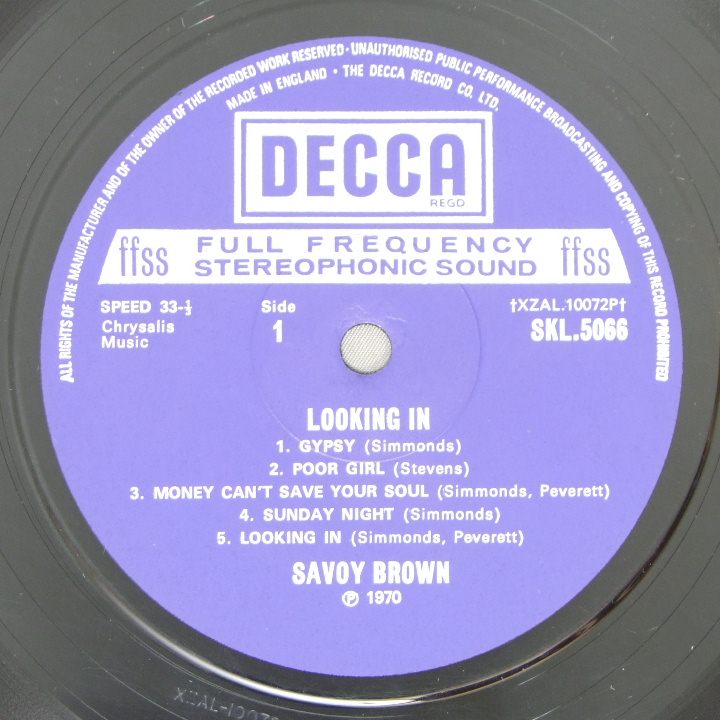 ALL RIGHTS OF THE MANUFACTURER AND OF THE OWNER OF THE RECORDED WORK RESERVED · UNAUTHORISED PUBLIC PERFORMANCE BROADCASTING AND COPYING OF THIS RECORD PROHIBITED
MADE IN ENGLAND · THE DECCA RECORD CO. LTD.
DECCA
REGD
ffss FULL FREQUENCY STEREOPHONIC SOUND ffss
SPEED 33-⅓ Side †XZAL.10072P†
Chrysalis Music 1 SKL.5066
LOOKING IN
1. GYPSY (Simmonds)
2. POOR GIRL (Stevens)
3. MONEY CAN'T SAVE YOUR SOUL (Simmonds, Peverett)
4. SUNDAY NIGHT (Simmonds)
5. LOOKING IN (Simmonds, Peverett)
SAVOY BROWN
℗ 1970